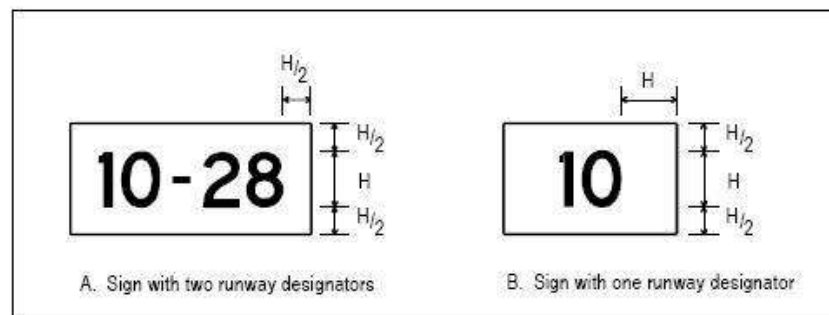 H/2
H
H/2
H
H/2
10-28
H/2
H
H/2
10
A. Sign with two runway designators
B. Sign with one runway designator